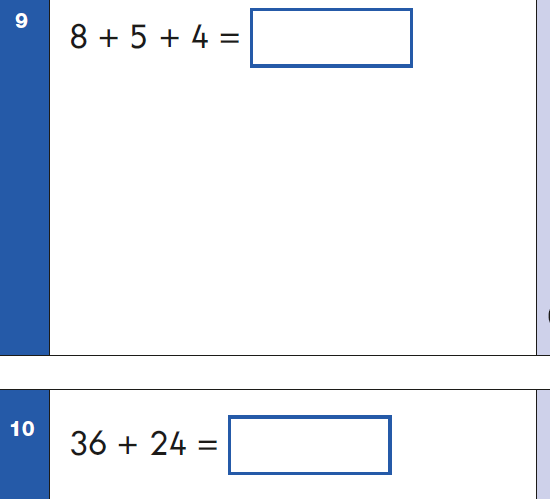 9
8 + 5 + 4 =
10
36 + 24 =